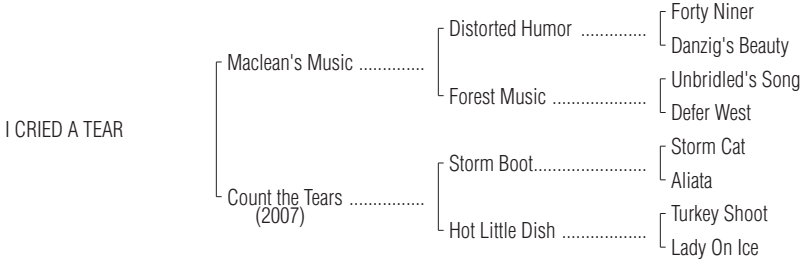 Forty Niner
Distorted Humor ..............
Danzig's Beauty
Maclean's Music ..............
Unbridled's Song
Forest Music ....................
Defer West
I CRIED A TEAR
Storm Cat
Storm Boot........................
Aliata
Count the Tears ................
(2007)
Turkey Shoot
Hot Little Dish ..................
Lady On Ice